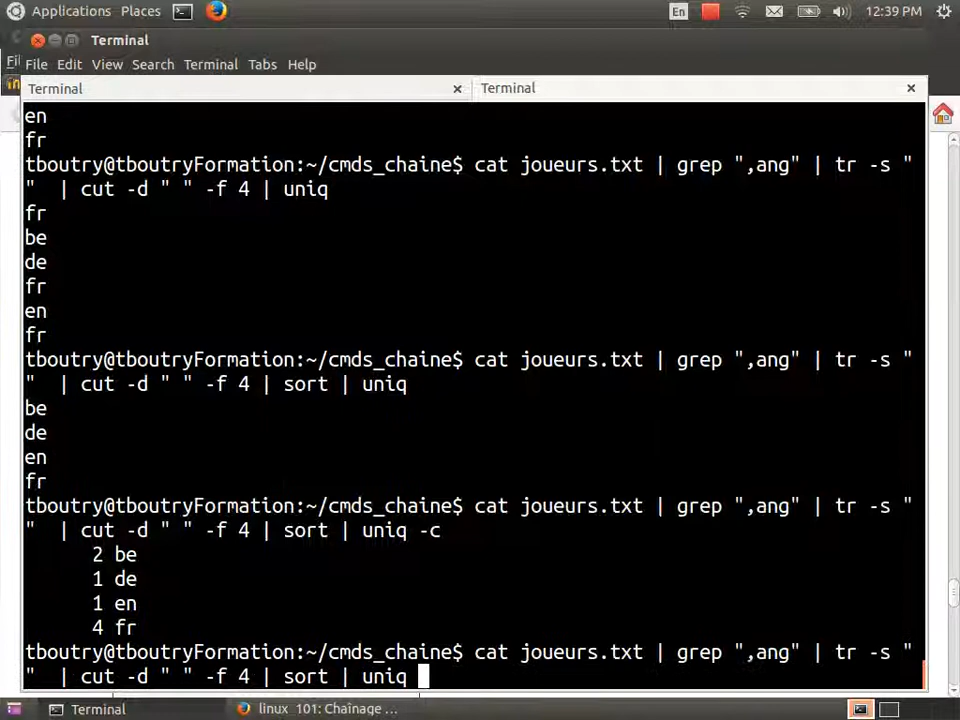 Applications Places En 12:39 PM
Terminal
File Edit View Search Terminal Tabs Help
Terminal × Terminal ×
en
fr
tboutry@tboutryFormation:~/cmds_chaine$ cat joueurs.txt | grep ",ang" | tr -s "
"  | cut -d " " -f 4 | uniq
fr
be
de
fr
en
fr
tboutry@tboutryFormation:~/cmds_chaine$ cat joueurs.txt | grep ",ang" | tr -s "
"  | cut -d " " -f 4 | sort | uniq
be
de
en
fr
tboutry@tboutryFormation:~/cmds_chaine$ cat joueurs.txt | grep ",ang" | tr -s "
"  | cut -d " " -f 4 | sort | uniq -c
2 be
1 de
1 en
4 fr
tboutry@tboutryFormation:~/cmds_chaine$ cat joueurs.txt | grep ",ang" | tr -s "
"  | cut -d " " -f 4 | sort | uniq
Terminal linux 101: Chaînage ...